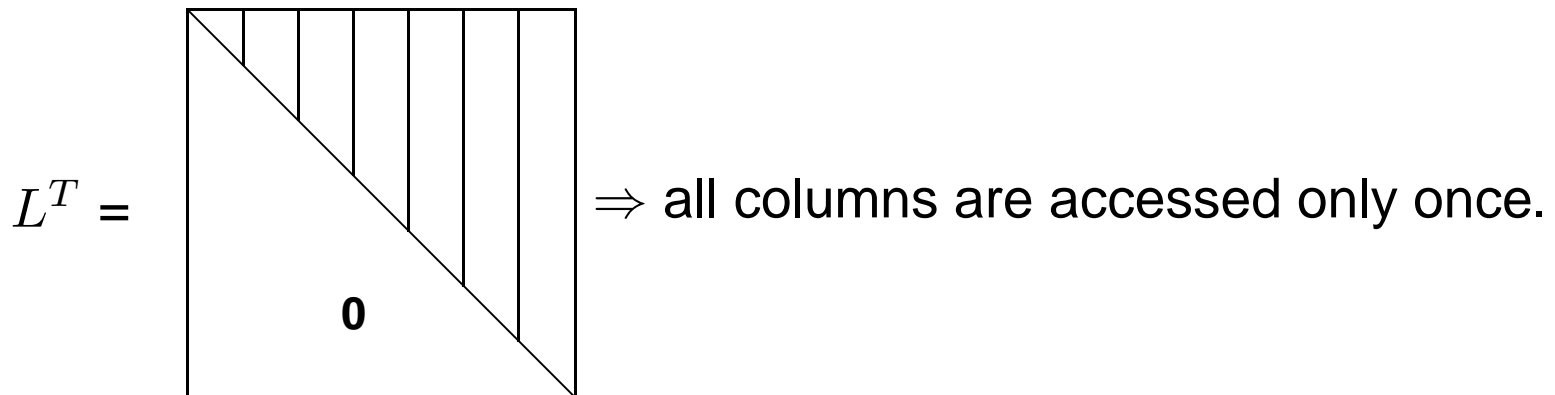 L^T = ⇒ all columns are accessed only once.
0